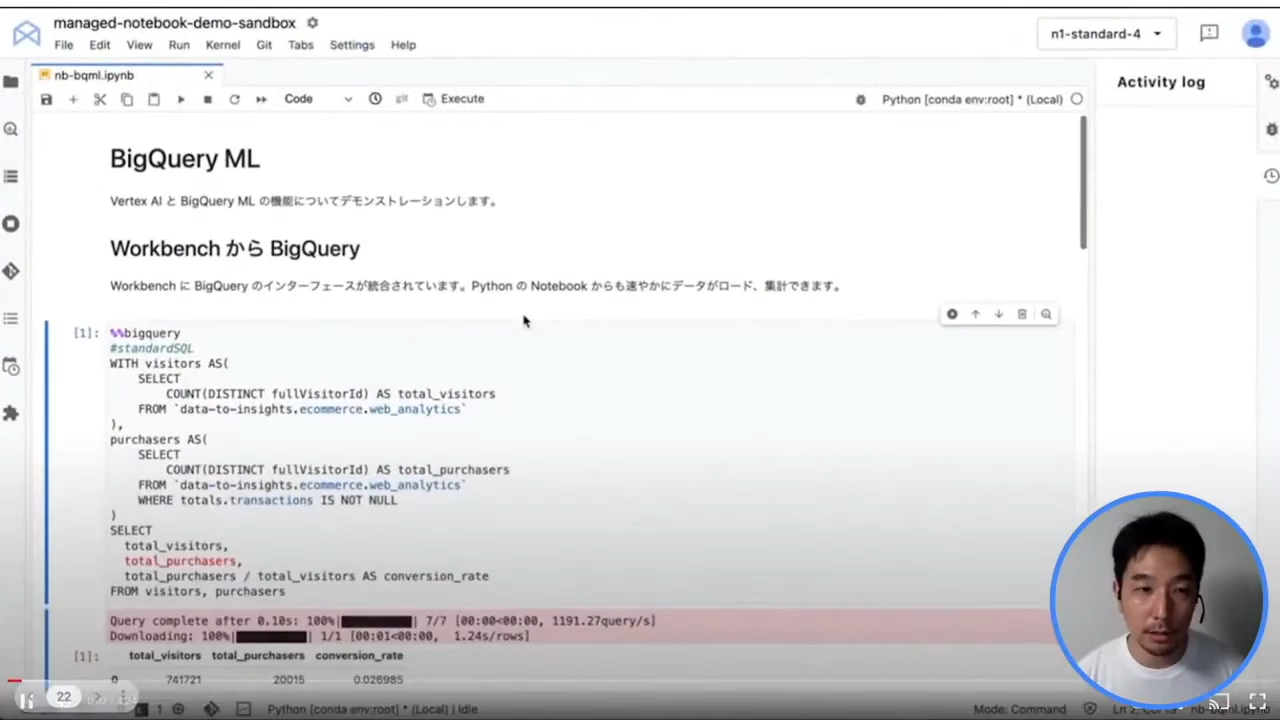 managed-notebook-demo-sandbox
File Edit View Run Kernel Git Tabs Settings Help
n1-standard-4
nb-bqml.ipynb
Code
git
Execute
Python [conda env:root] * (Local)
Activity log
BigQuery ML
Vertex AI と BigQuery ML の機能についてデモンストレーションします。
Workbench から BigQuery
Workbench に BigQuery のインターフェースが統合されています。Python の Notebook からも速やかにデータがロード、集計できます。
[1]: %%bigquery
#standardSQL
WITH visitors AS(
SELECT
COUNT(DISTINCT fullVisitorId) AS total_visitors
FROM `data-to-insights.ecommerce.web_analytics`
),
purchasers AS(
SELECT
COUNT(DISTINCT fullVisitorId) AS total_purchasers
FROM `data-to-insights.ecommerce.web_analytics`
WHERE totals.transactions IS NOT NULL
)
SELECT
total_visitors,
total_purchasers,
total_purchasers / total_visitors AS conversion_rate
FROM visitors, purchasers
Query complete after 0.10s: 100%| | 7/7 [00:00<00:00, 1191.27query/s]
Downloading: 100%| | 1/1 [00:01<00:00, 1.24s/rows]
[1]: total_visitors total_purchasers conversion_rate
0 741721 20015 0.026985
22
1 Python [conda env:root] * (Local) | Idle
Mode: Command